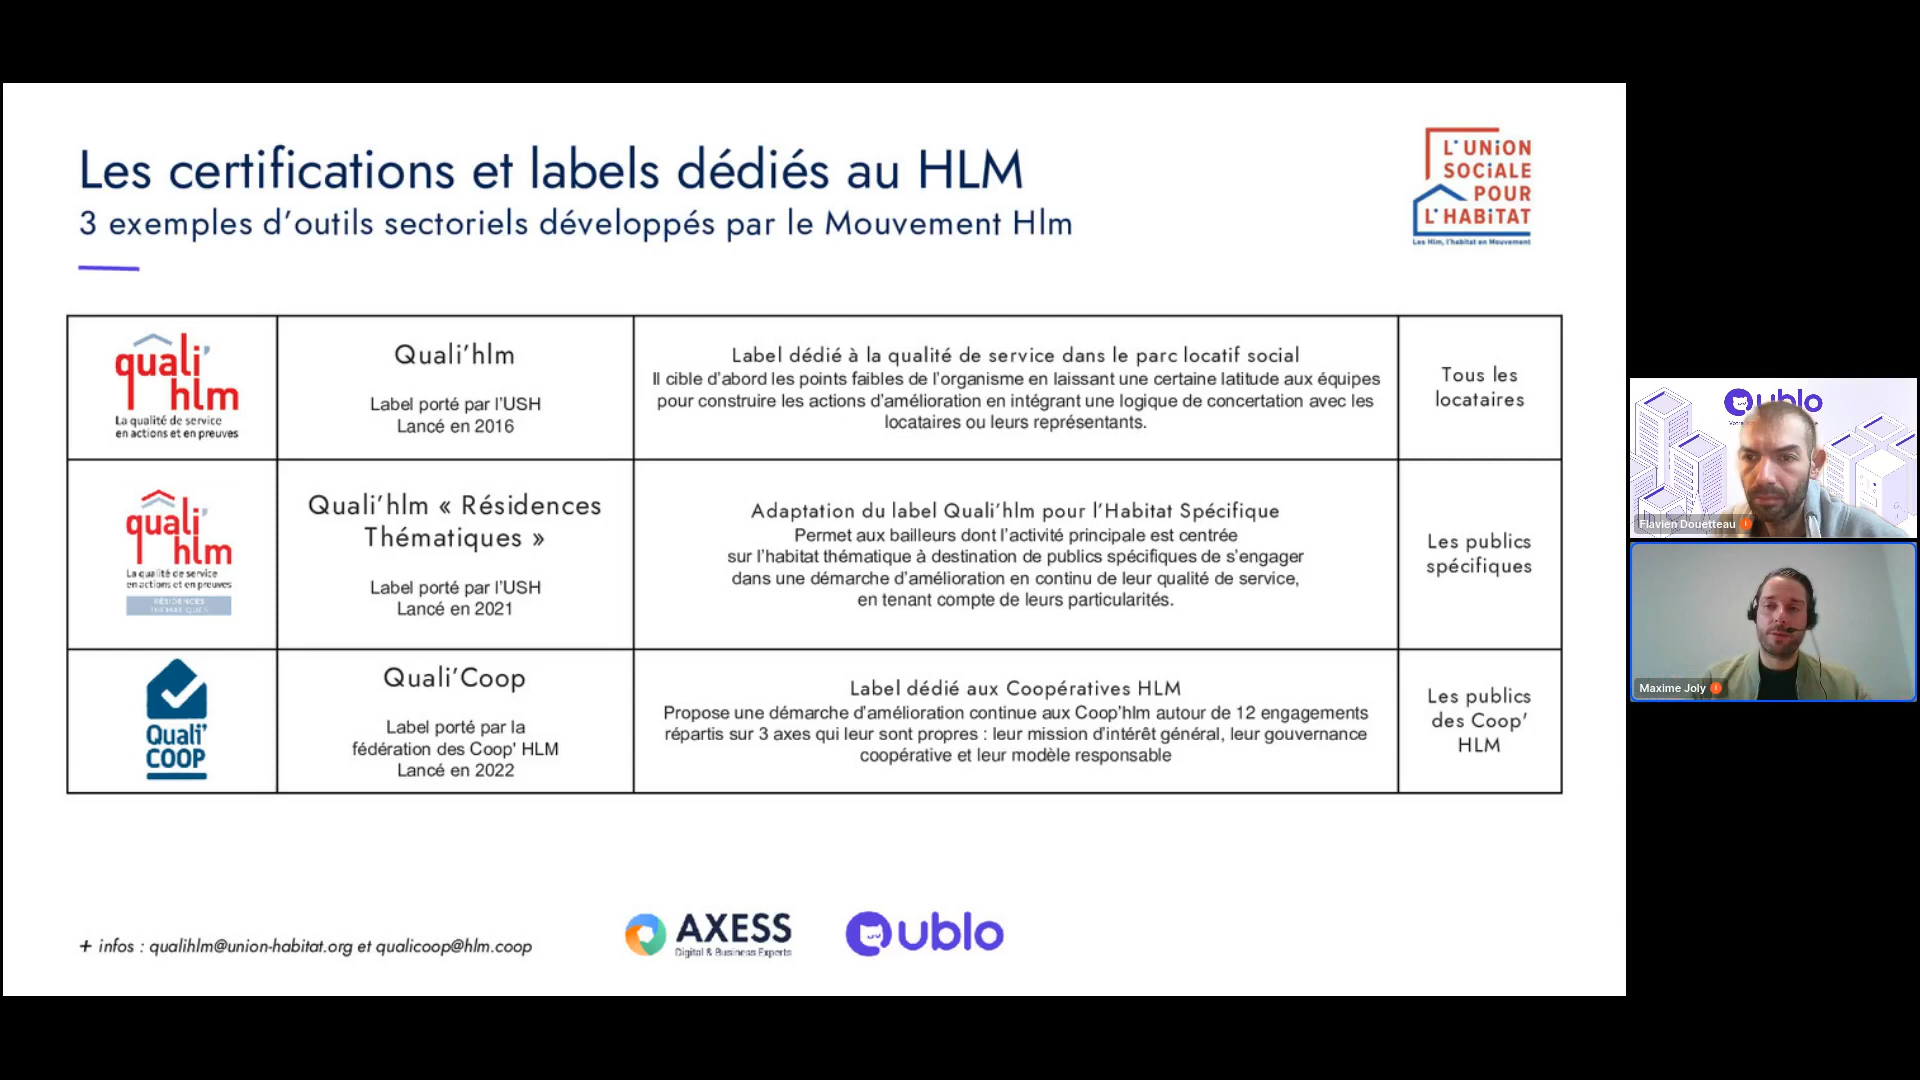 Les certifications et labels dédiés au HLM
3 exemples d'outils sectoriels développés par le Mouvement Hlm
L'UNION
SOCIALE
POUR
L'HABITAT
Les Hlm, l'habitat en Mouvement
quali'
hlm
La qualité de service
en actions et en preuves
Quali'hlm
Label porté par l'USH
Lancé en 2016
Label dédié à la qualité de service dans le parc locatif social
Il cible d'abord les points faibles de l'organisme en laissant une certaine latitude aux équipes
pour construire les actions d'amélioration en intégrant une logique de concertation avec les
locataires ou leurs représentants.
Tous les
locataires
quali'
hlm
La qualité de service
en actions et en preuves
RÉSIDENCES
THÉMATIQUES
Quali'hlm « Résidences
Thématiques »
Label porté par l'USH
Lancé en 2021
Adaptation du label Quali'hlm pour l'Habitat Spécifique
Permet aux bailleurs dont l'activité principale est centrée
sur l'habitat thématique à destination de publics spécifiques de s'engager
dans une démarche d'amélioration en continu de leur qualité de service,
en tenant compte de leurs particularités.
Les publics
spécifiques
Quali'
COOP
Quali'Coop
Label porté par la
fédération des Coop' HLM
Lancé en 2022
Label dédié aux Coopératives HLM
Propose une démarche d'amélioration continue aux Coop'hlm autour de 12 engagements
répartis sur 3 axes qui leur sont propres : leur mission d'intérêt général, leur gouvernance
coopérative et leur modèle responsable
Les publics
des Coop'
HLM
+ infos : qualihlm@union-habitat.org et qualicoop@hlm.coop
AXESS
Digital & Business Experts
ublo
ublo
Flavien Douetteau
Maxime Joly